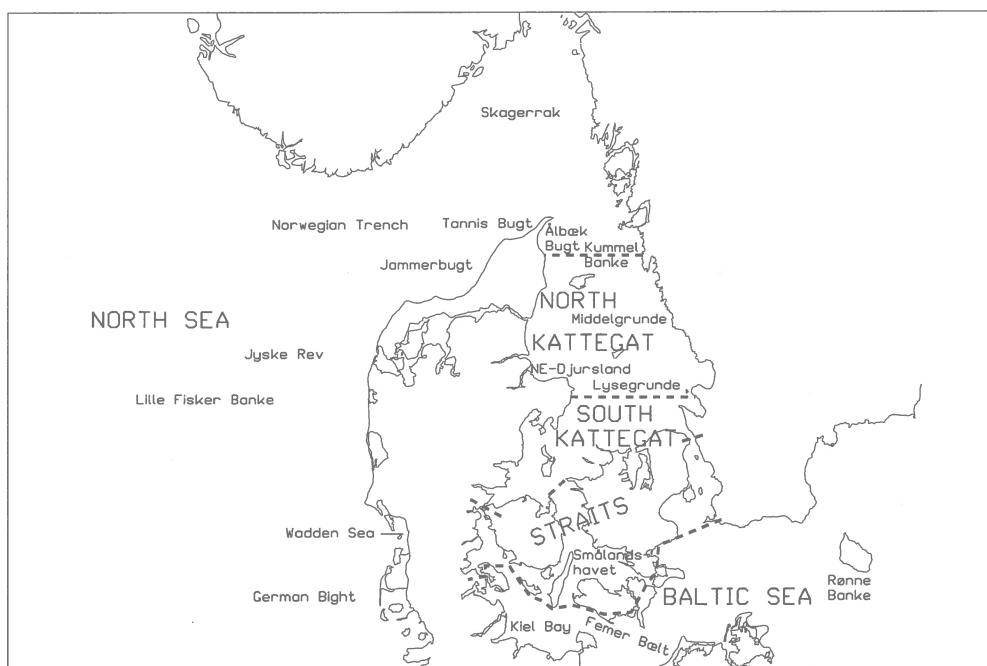 Skagerrak
Norwegian Trench
Tannis Bugt
Ålbæk
Bugt
Kummel
Banke
Jammerbugt
NORTH SEA
NORTH
Middelgrunde
KATTEGAT
Jyske Rev
NE-Djursland
Lysegrunde
Lille Fisker Banke
SOUTH
KATTEGAT
STRAITS
Wadden Sea
Smålands-
havet
Rønne
Banke
German Bight
BALTIC SEA
Kiel Bay
Femer Bælt